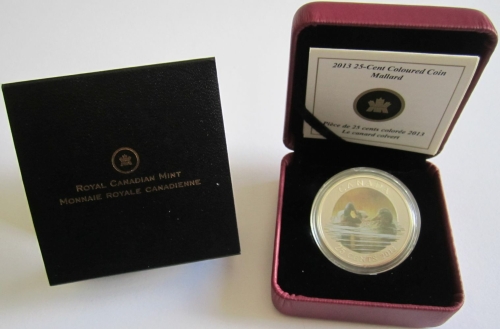 ROYAL CANADIAN MINT
MONNAIE ROYALE CANADIENNE
2013 25-Cent Coloured Coin
Mallard
Pièce de 25 cents colorée 2013
Le canard colvert
CANADA